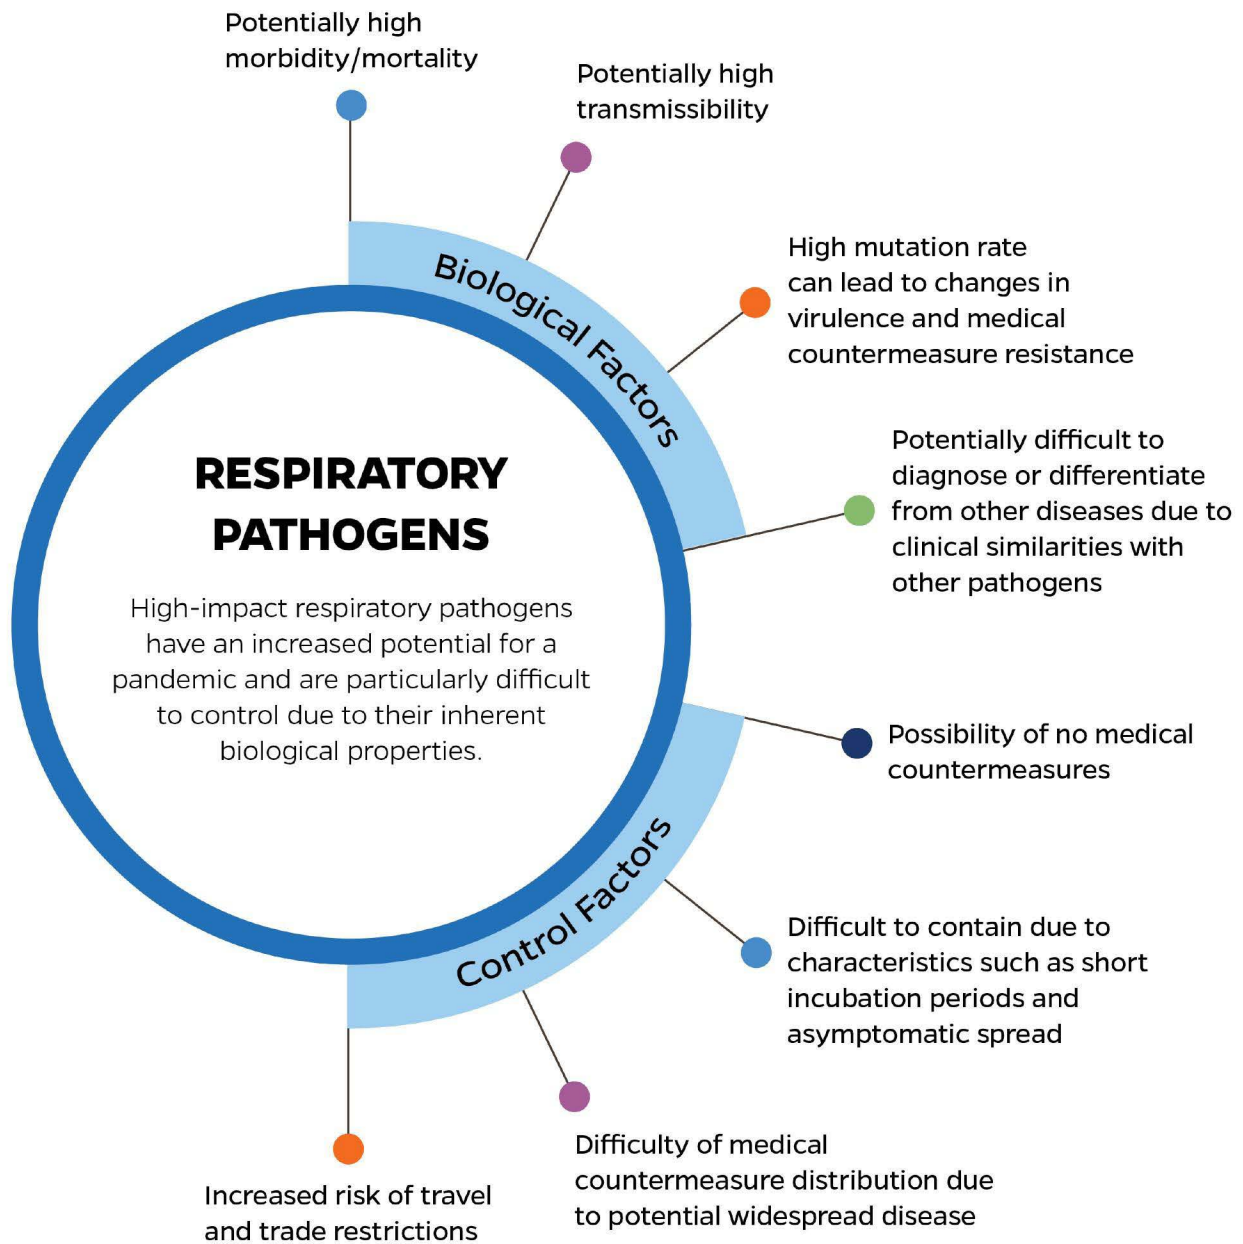 Potentially high
morbidity/mortality
Potentially high
transmissibility
High mutation rate
can lead to changes in
virulence and medical
countermeasure resistance
Biological Factors
Potentially difficult to
diagnose or differentiate
from other diseases due to
clinical similarities with
other pathogens
RESPIRATORY
PATHOGENS
High-impact respiratory pathogens
have an increased potential for a
pandemic and are particularly difficult
to control due to their inherent
biological properties.
Possibility of no medical
countermeasures
Control Factors
Difficult to contain due to
characteristics such as short
incubation periods and
asymptomatic spread
Difficulty of medical
countermeasure distribution due
to potential widespread disease
Increased risk of travel
and trade restrictions